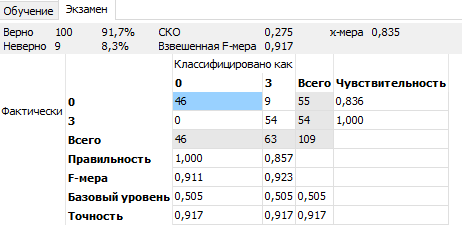 Обучение Экзамен
Верно 100 91,7% СКО 0,275 х-мера 0,835
Неверно 9 8,3% Взвешенная F-мера 0,917
Классифицировано как
0 3 Всего Чувствительность
Фактически 0 46 9 55 0,836
3 0 54 54 1,000
Всего 46 63 109
Правильность 1,000 0,857
F-мера 0,911 0,923
Базовый уровень 0,505 0,505 0,505
Точность 0,917 0,917 0,917